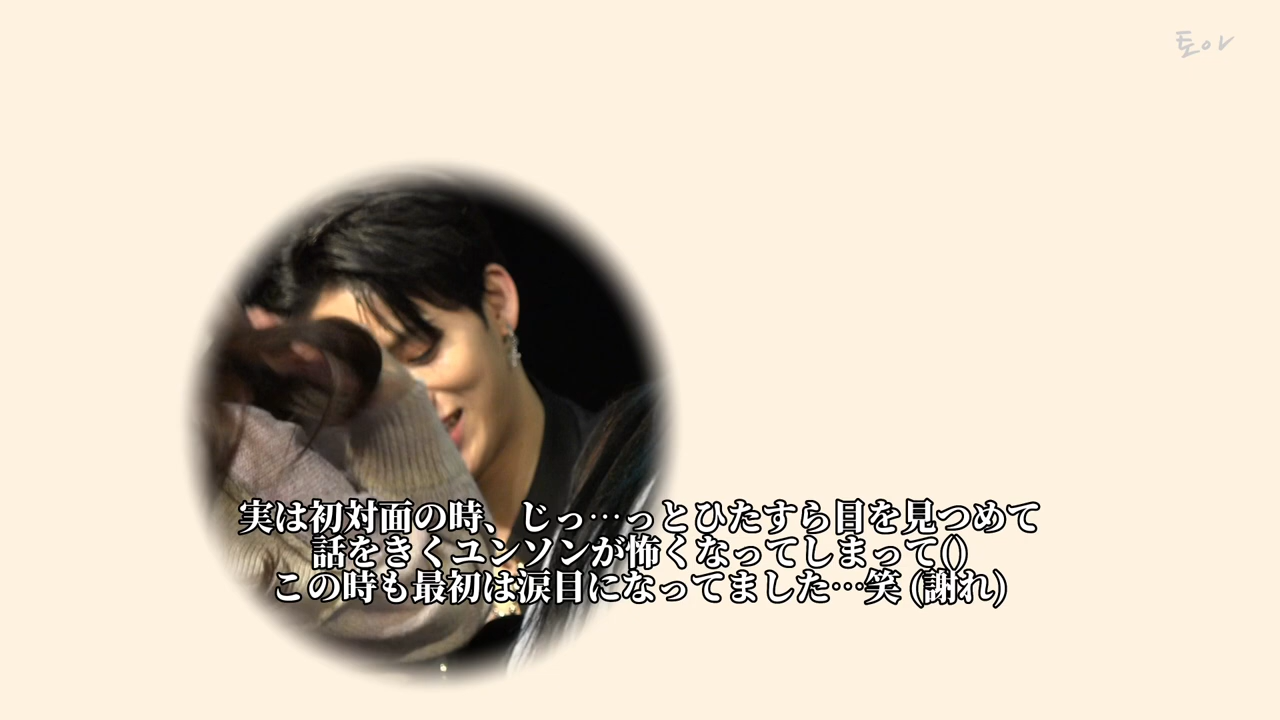 토아
実は初対面の時、じっ…っとひたすら目を見つめて
話をきくユンソンが怖くなってしまって()
この時も最初は涙目になってました…笑 (謝れ)